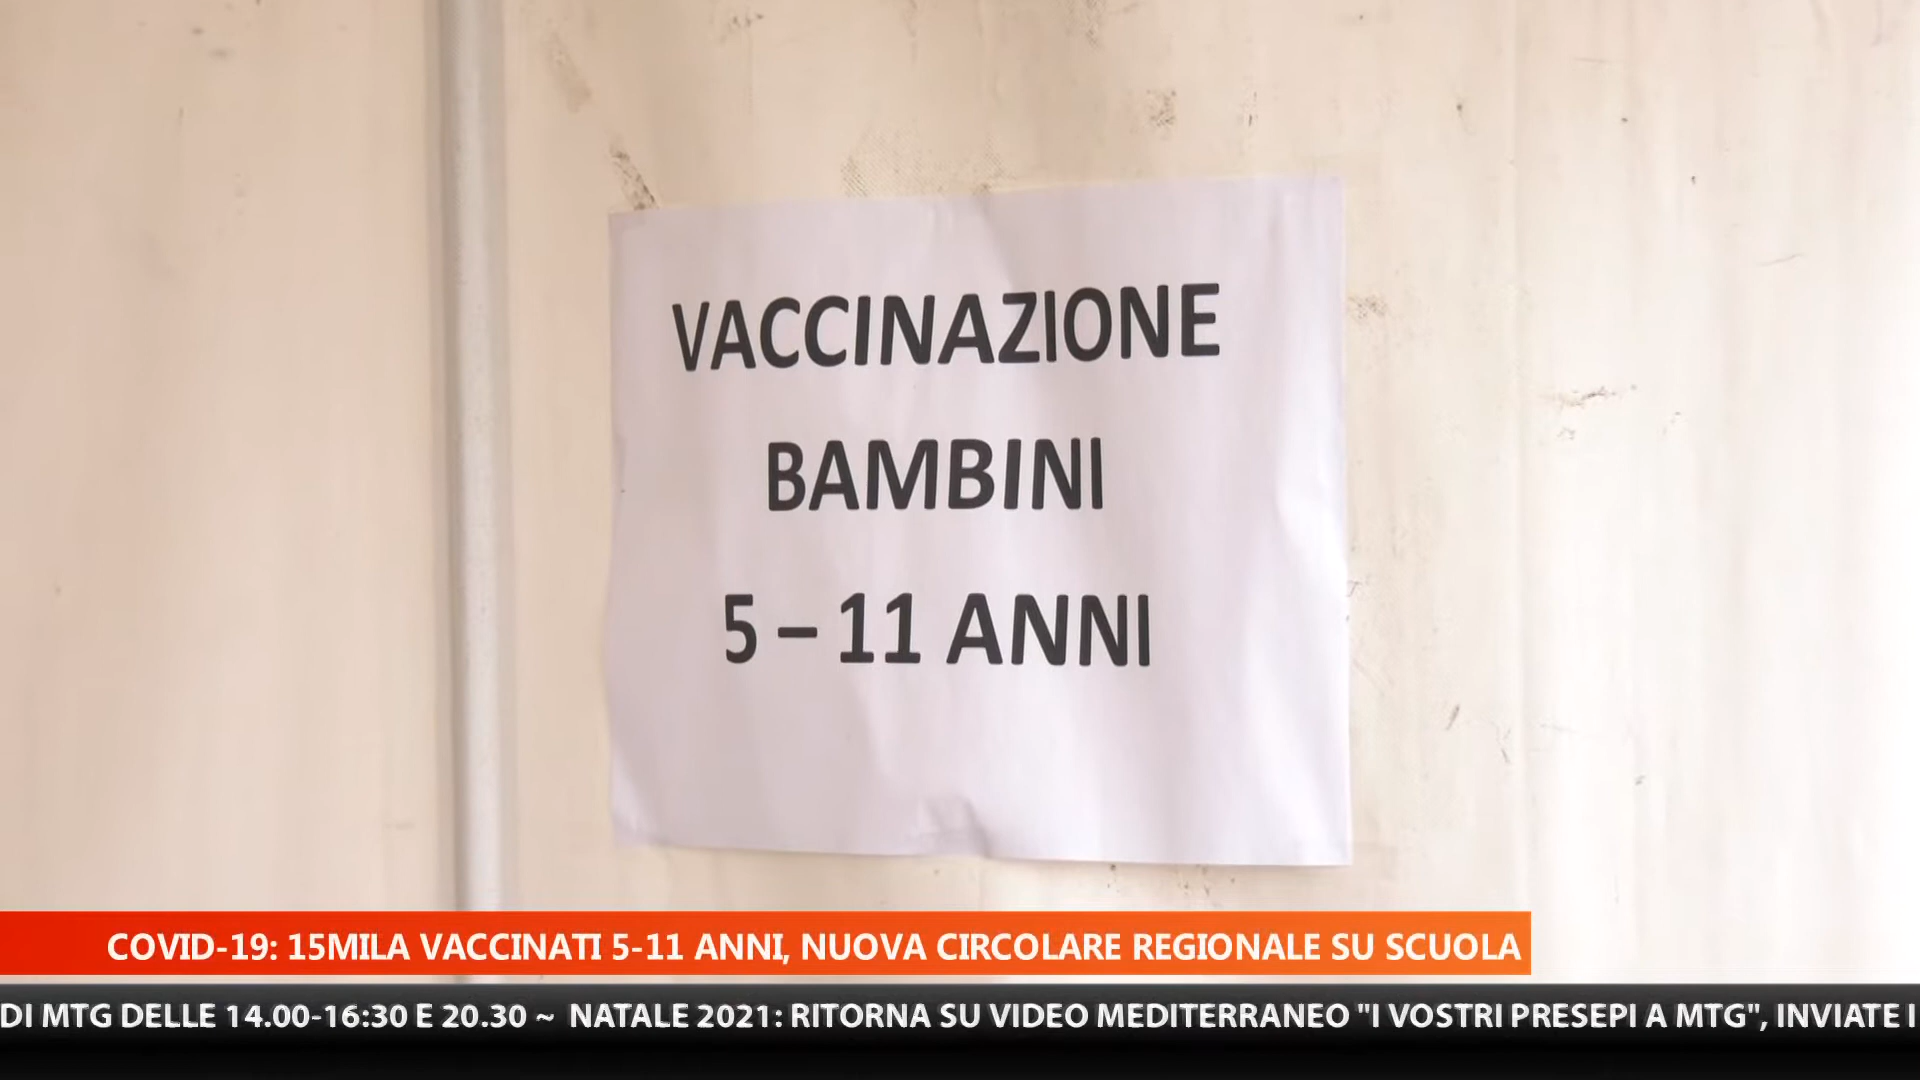 VACCINAZIONE
BAMBINI
5 – 11 ANNI
COVID-19: 15MILA VACCINATI 5-11 ANNI, NUOVA CIRCOLARE REGIONALE SU SCUOLA
DI MTG DELLE 14.00-16:30 E 20.30 ~ NATALE 2021: RITORNA SU VIDEO MEDITERRANEO "I VOSTRI PRESEPI A MTG", INVIATE I